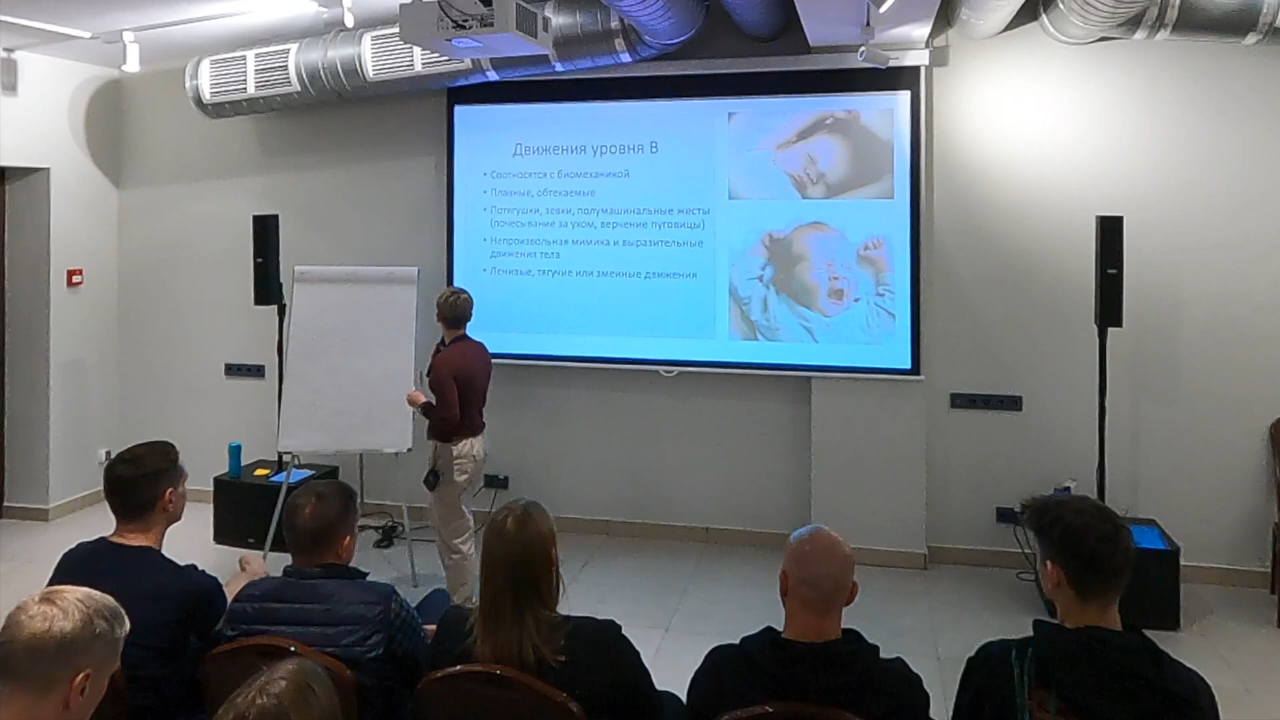 Движения уровня В
• Соотносятся с биомеханикой
• Плавные, обтекаемые
• Потягушки, зевки, полумашинальные жесты
(почесывание за ухом, верчение пуговицы)
• Непроизвольная мимика и выразительные
движения тела
• Ленивые, тягучие или змеиные движения